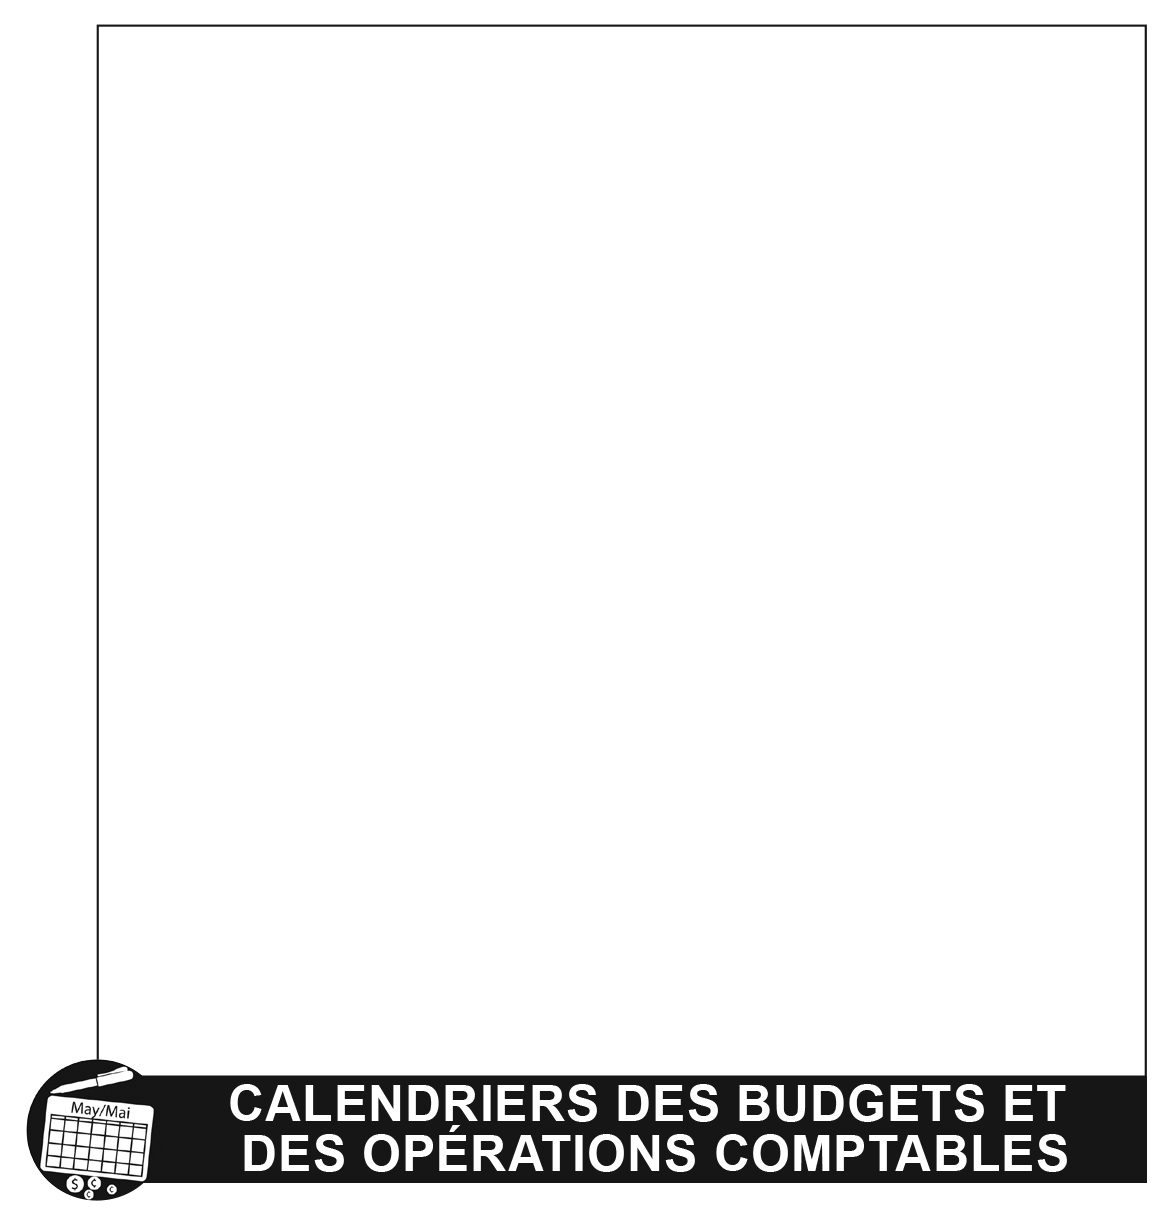 May/Mai
$ ¢
¢ ¢
CALENDRIERS DES BUDGETS ET
DES OPÉRATIONS COMPTABLES